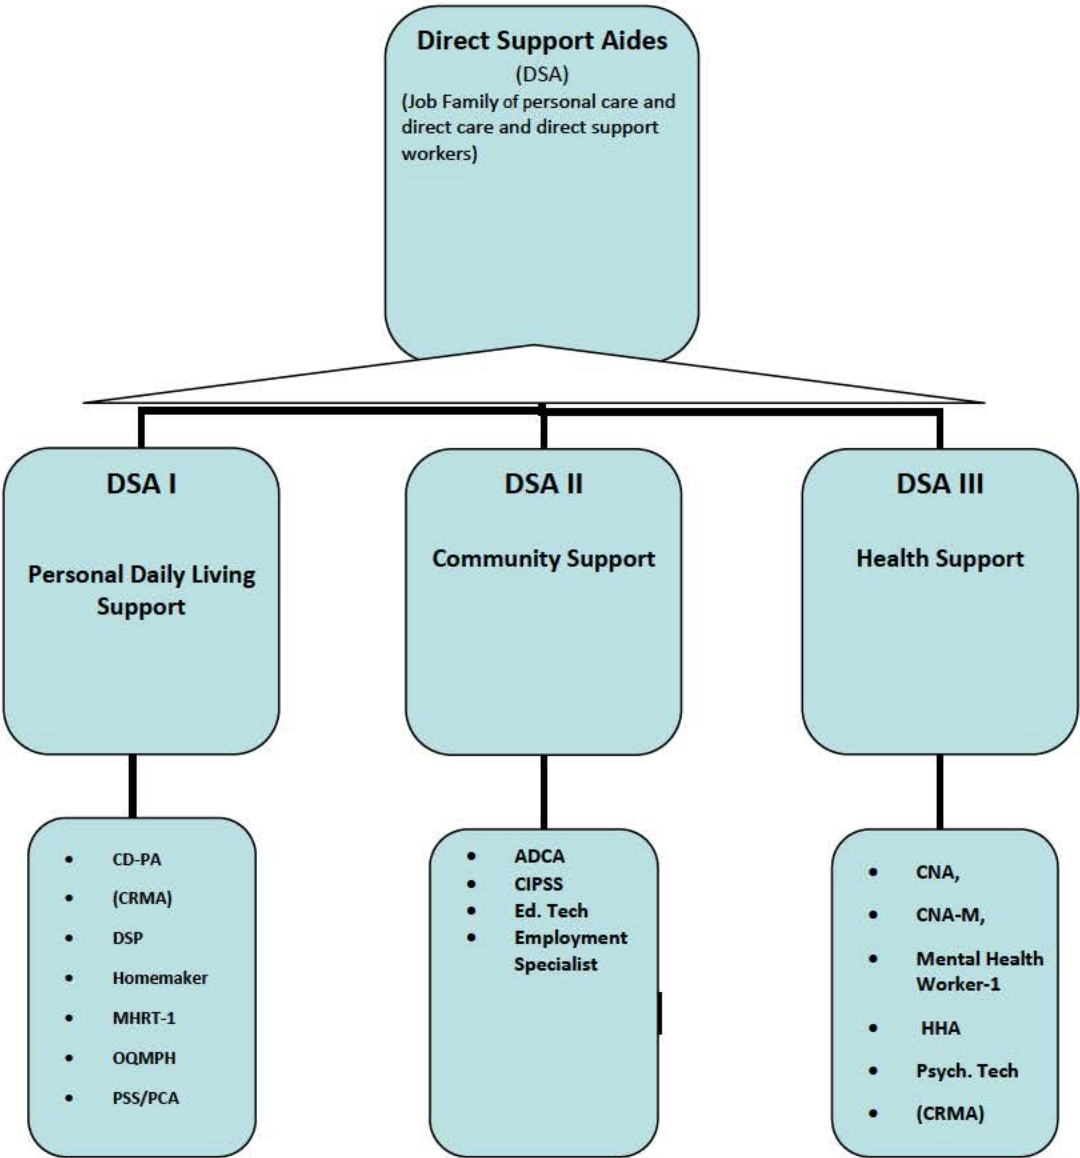 Direct Support Aides
(DSA)
(Job Family of personal care and
direct care and direct support
workers)
DSA I
Personal Daily Living
Support
DSA II
Community Support
DSA III
Health Support
• CD-PA
• (CRMA)
• DSP
• Homemaker
• MHRT-1
• OQMPH
• PSS/PCA
• ADCA
• CIPSS
• Ed. Tech
• Employment
Specialist
• CNA,
• CNA-M,
• Mental Health
Worker-1
• HHA
• Psych. Tech
• (CRMA)